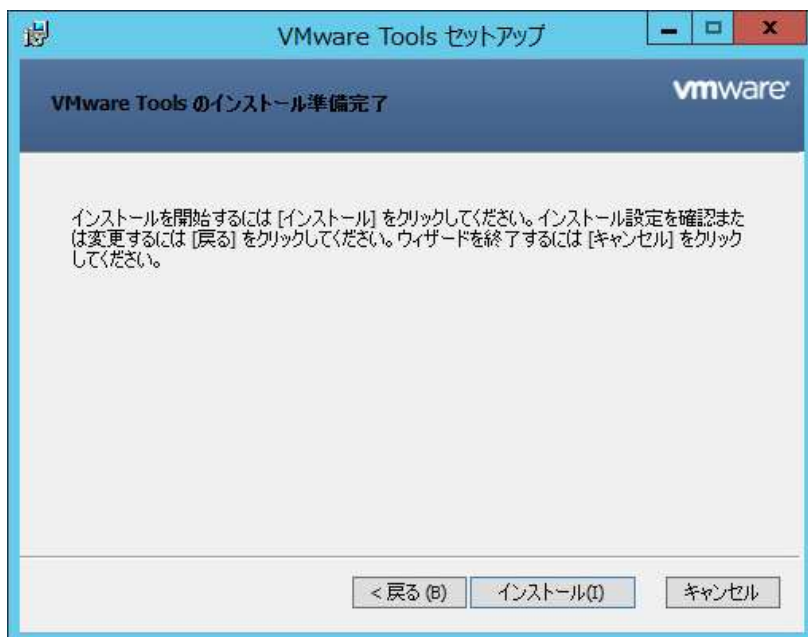 VMware Tools セットアップ
VMware Tools のインストール準備完了
vmware
インストールを開始するには [インストール] をクリックしてください。インストール設定を確認また
は変更するには [戻る] をクリックしてください。ウィザードを終了するには [キャンセル] をクリック
してください。
< 戻る (B)
インストール(I)
キャンセル